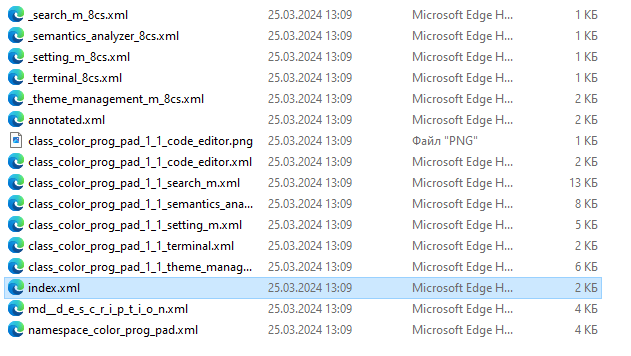 _search_m_8cs.xml 25.03.2024 13:09 Microsoft Edge H... 1 КБ
_semantics_analyzer_8cs.xml 25.03.2024 13:09 Microsoft Edge H... 1 КБ
_setting_m_8cs.xml 25.03.2024 13:09 Microsoft Edge H... 1 КБ
_terminal_8cs.xml 25.03.2024 13:09 Microsoft Edge H... 1 КБ
_theme_management_m_8cs.xml 25.03.2024 13:09 Microsoft Edge H... 2 КБ
annotated.xml 25.03.2024 13:09 Microsoft Edge H... 2 КБ
class_color_prog_pad_1_1_code_editor.png 25.03.2024 13:09 Файл "PNG" 1 КБ
class_color_prog_pad_1_1_code_editor.xml 25.03.2024 13:09 Microsoft Edge H... 2 КБ
class_color_prog_pad_1_1_search_m.xml 25.03.2024 13:09 Microsoft Edge H... 13 КБ
class_color_prog_pad_1_1_semantics_ana... 25.03.2024 13:09 Microsoft Edge H... 8 КБ
class_color_prog_pad_1_1_setting_m.xml 25.03.2024 13:09 Microsoft Edge H... 5 КБ
class_color_prog_pad_1_1_terminal.xml 25.03.2024 13:09 Microsoft Edge H... 2 КБ
class_color_prog_pad_1_1_theme_manag... 25.03.2024 13:09 Microsoft Edge H... 6 КБ
index.xml 25.03.2024 13:09 Microsoft Edge H... 2 КБ
md__d_e_s_c_r_i_p_t_i_o_n.xml 25.03.2024 13:09 Microsoft Edge H... 4 КБ
namespace_color_prog_pad.xml 25.03.2024 13:09 Microsoft Edge H... 4 КБ